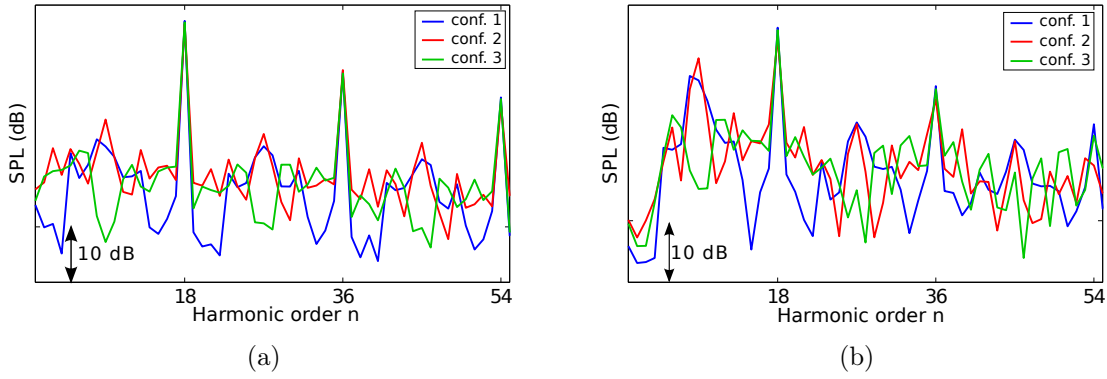 SPL (dB)
conf. 1
conf. 2
conf. 3
10 dB
18
36
54
Harmonic order n
(a)
SPL (dB)
conf. 1
conf. 2
conf. 3
10 dB
18
36
54
Harmonic order n
(b)